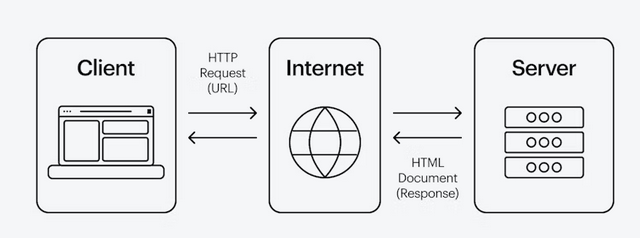 Client
HTTP
Request
(URL)
Internet
HTML
Document
(Response)
Server